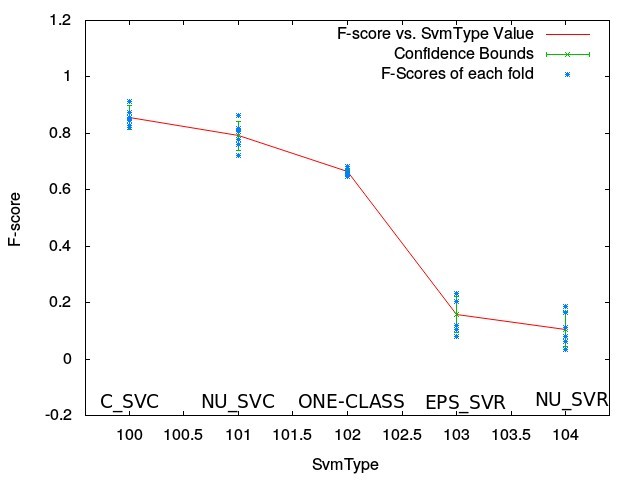 F-score vs. SvmType Value
Confidence Bounds
F-Scores of each fold
1.2
1
0.8
0.6
0.4
0.2
0
-0.2
F-score
C_SVC NU_SVC ONE-CLASS EPS_SVR NU_SVR
100 100.5 101 101.5 102 102.5 103 103.5 104
SvmType